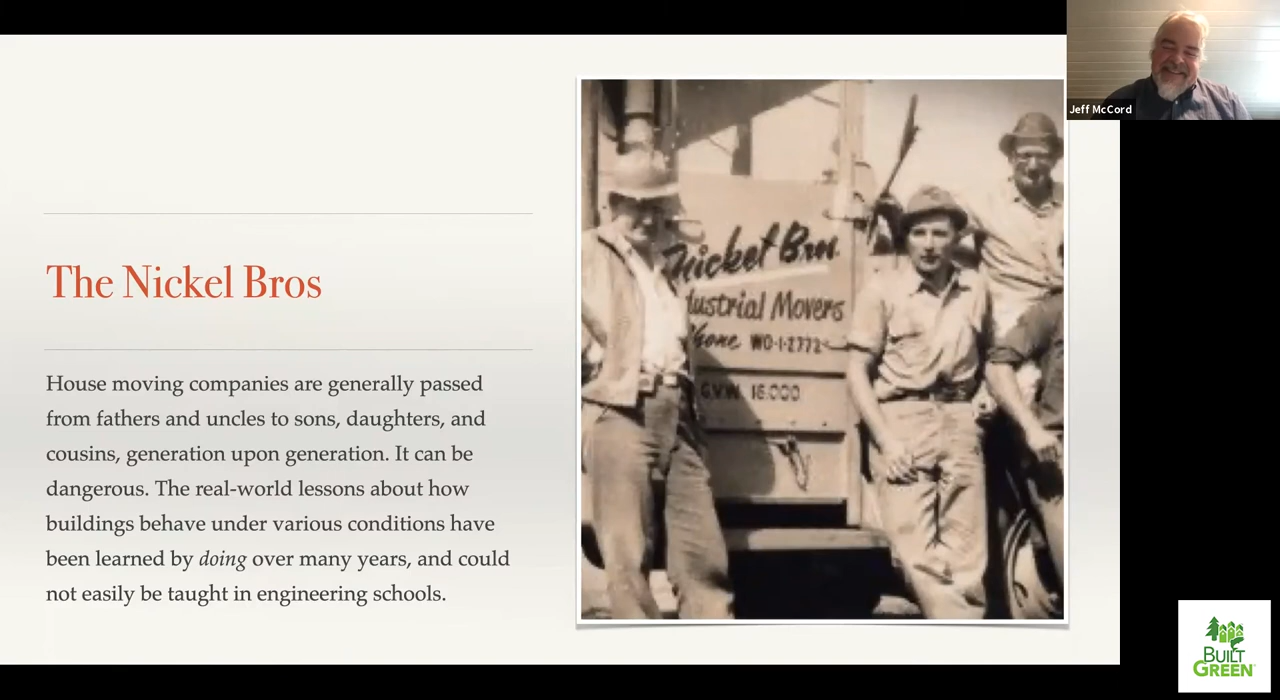 Jeff McCord
The Nickel Bros
House moving companies are generally passed
from fathers and uncles to sons, daughters, and
cousins, generation upon generation. It can be
dangerous. The real-world lessons about how
buildings behave under various conditions have
been learned by doing over many years, and could
not easily be taught in engineering schools.
Nickel Bros.
dustrial Movers
Phone WO-1-2772
G.V.W. 16.000
BUILT
GREEN